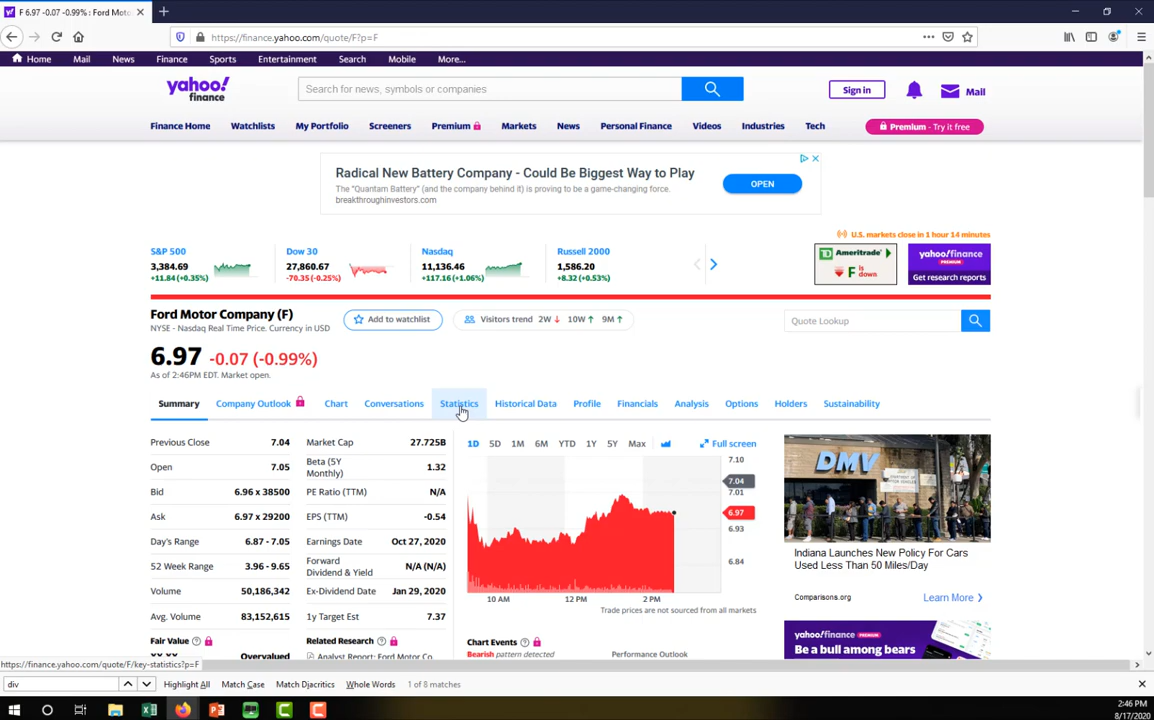 F 6.97 -0.07 -0.99% : Ford Moto
https://finance.yahoo.com/quote/F?p=F
Home Mail News Finance Sports Entertainment Search Mobile More...
yahoo!
finance
Search for news, symbols or companies
Sign in
Mail
Finance Home Watchlists My Portfolio Screeners Premium Markets News Personal Finance Videos Industries Tech
Premium - Try it free
Radical New Battery Company - Could Be Biggest Way to Play
The "Quantum Battery" (and the company behind it) is proving to be a game-changing force.
breakthroughinvestors.com
OPEN
U.S. markets close in 1 hour 14 minutes
S&P 500 Dow 30 Nasdaq Russell 2000
3,384.69 27,860.67 11,136.46 1,586.20
+11.84 (+0.35%) -70.35 (-0.25%) +117.16 (+1.06%) +8.32 (+0.53%)
Ameritrade
F is
down
yahoo/finance
PREMIUM
Get research reports
Ford Motor Company (F)
NYSE - Nasdaq Real Time Price. Currency in USD
Add to watchlist
Visitors trend 2W ↓ 10W ↑ 9M ↑
Quote Lookup
6.97 -0.07 (-0.99%)
As of 2:46PM EDT. Market open.
Summary Company Outlook Chart Conversations Statistics Historical Data Profile Financials Analysis Options Holders Sustainability
Previous Close 7.04
Open 7.05
Bid 6.96 x 38500
Ask 6.97 x 29200
Day's Range 6.87 - 7.05
52 Week Range 3.96 - 9.65
Volume 50,186,342
Avg. Volume 83,152,615
Fair Value
Overvalued
Market Cap 27.725B
Beta (5Y
Monthly) 1.32
PE Ratio (TTM) N/A
EPS (TTM) -0.54
Earnings Date Oct 27, 2020
Forward
Dividend & Yield N/A (N/A)
Ex-Dividend Date Jan 29, 2020
1y Target Est 7.37
Related Research
Analyst Report: Ford Motor Co
1D 5D 1M 6M YTD 1Y 5Y Max
Full screen
7.10
7.04
7.01
6.97
6.93
6.84
10 AM 12 PM 2 PM
Trade prices are not sourced from all markets
Chart Events
Bearish pattern detected
Performance Outlook
DMV
Indiana Launches New Policy For Cars
Used Less Than 50 Miles/Day
Comparisons.org
Learn More
yahoo/finance
PREMIUM
Be a bull among bears
https://finance.yahoo.com/quote/F/key-statistics?p=F
div
Highlight All Match Case Match Diacritics Whole Words 1 of 8 matches
2:46 PM
8/17/2020